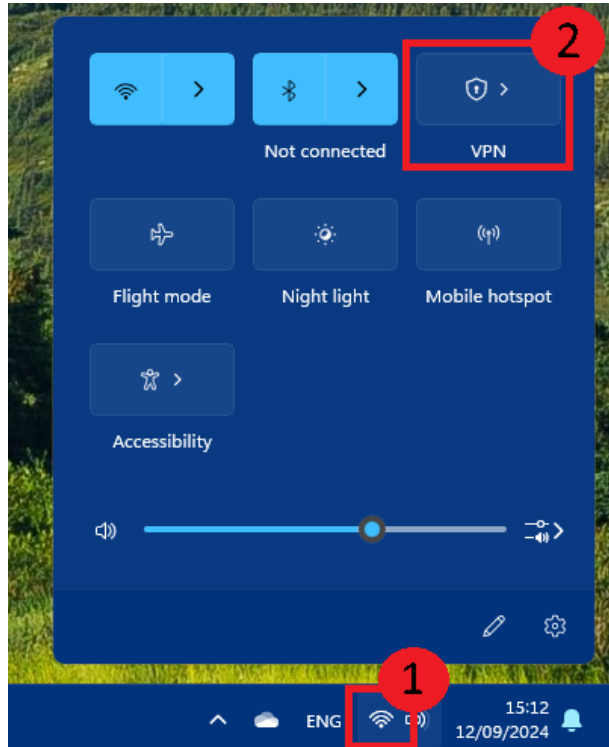 2
Not connected
VPN
Flight mode
Night light
Mobile hotspot
Accessibility
1
ENG
15:12
12/09/2024